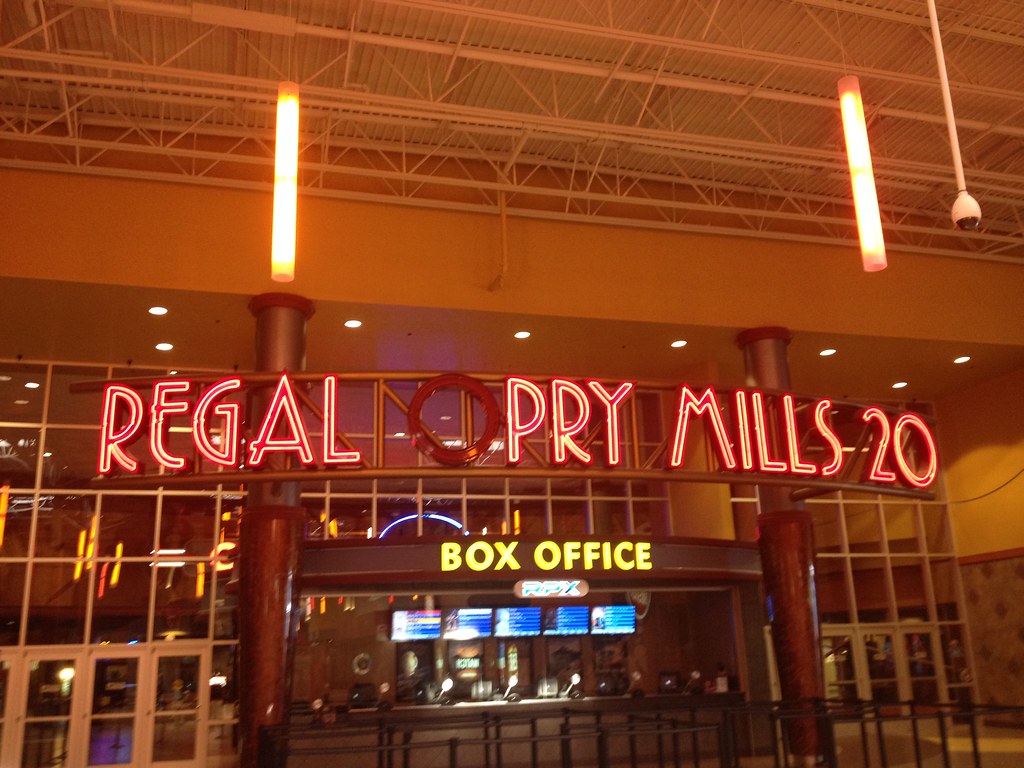 REGAL OPRY MILLS 20
BOX OFFICE
RPX